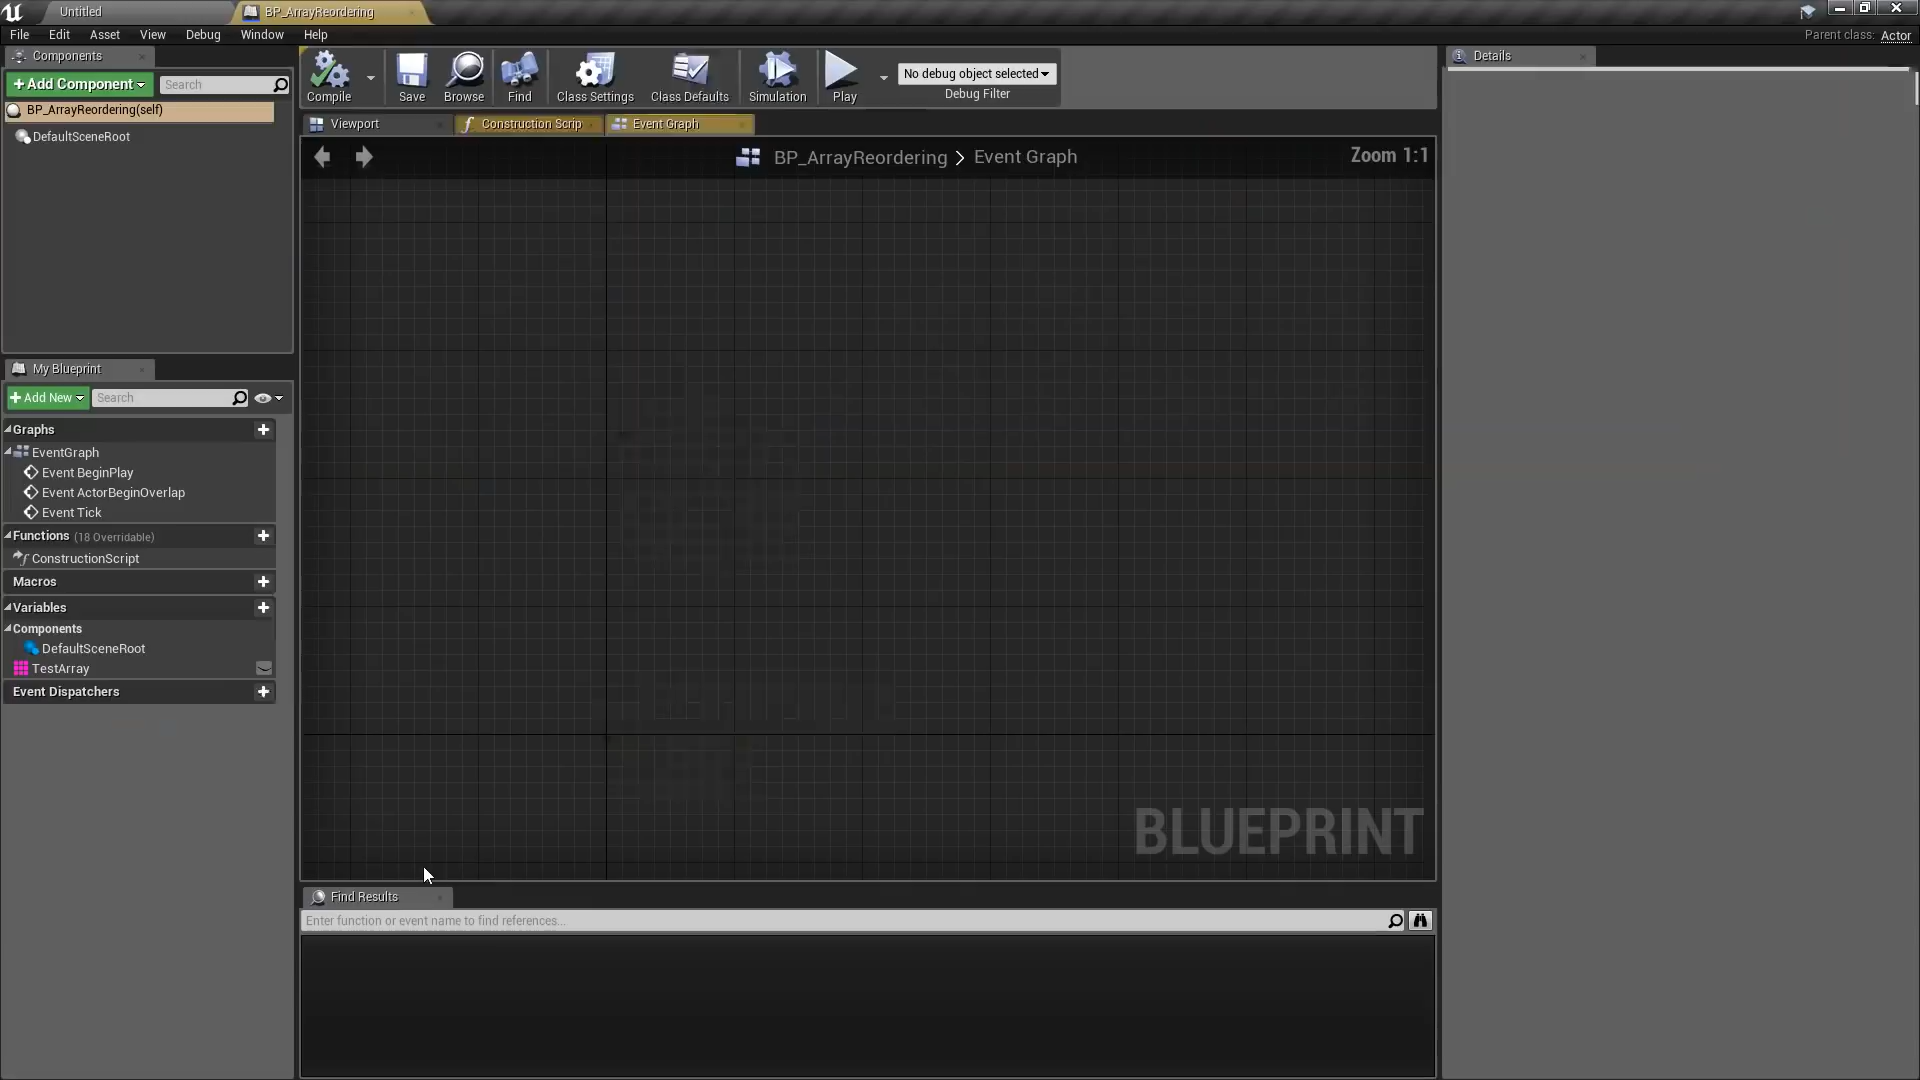 Untitled
BP_ArrayReordering
File Edit Asset View Debug Window Help
Parent class: Actor
Components
+ Add Component
Search
BP_ArrayReordering(self)
DefaultSceneRoot
Compile
Save
Browse
Find
Class Settings
Class Defaults
Simulation
Play
No debug object selected
Debug Filter
Details
Viewport
Construction Scrip
Event Graph
BP_ArrayReordering > Event Graph
Zoom 1:1
My Blueprint
+ Add New
Search
Graphs
EventGraph
Event BeginPlay
Event ActorBeginOverlap
Event Tick
Functions (18 Overridable)
ConstructionScript
Macros
Variables
Components
DefaultSceneRoot
TestArray
Event Dispatchers
BLUEPRINT
Find Results
Enter function or event name to find references...